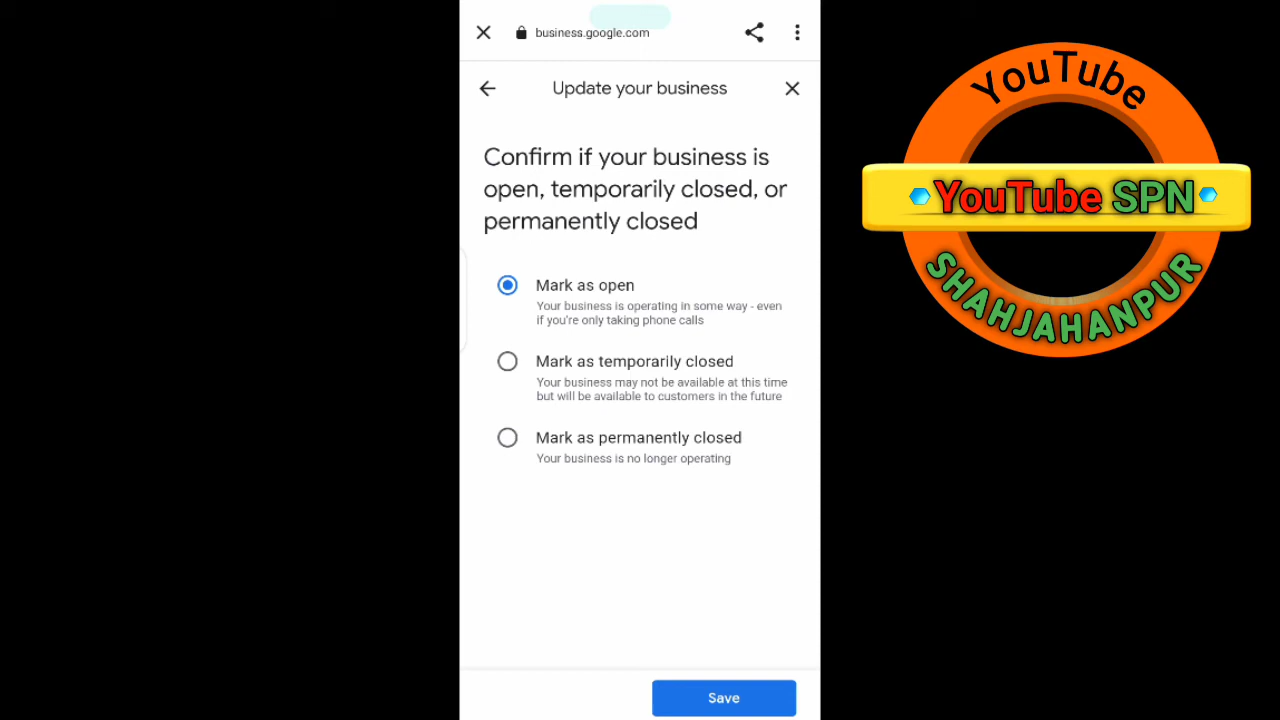 business.google.com
Update your business
Confirm if your business is
open, temporarily closed, or
permanently closed
Mark as open
Your business is operating in some way - even
if you're only taking phone calls
Mark as temporarily closed
Your business may not be available at this time
but will be available to customers in the future
Mark as permanently closed
Your business is no longer operating
Save
YouTube
YouTube SPN
SHAHJAHANPUR